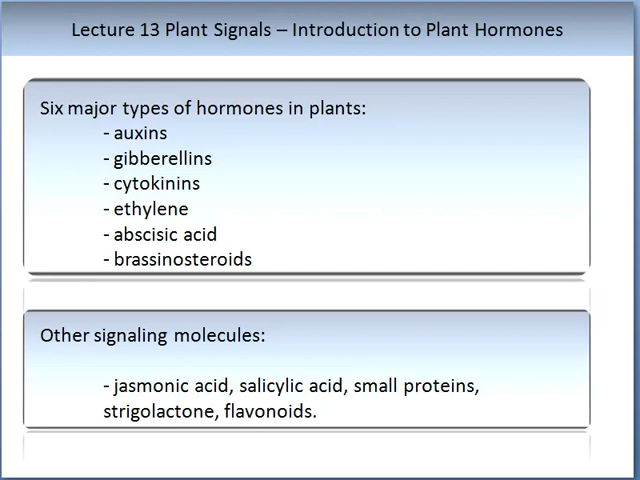 Lecture 13 Plant Signals – Introduction to Plant Hormones
Six major types of hormones in plants:
- auxins
- gibberellins
- cytokinins
- ethylene
- abscisic acid
- brassinosteroids
Other signaling molecules:
- jasmonic acid, salicylic acid, small proteins,
strigolactone, flavonoids.